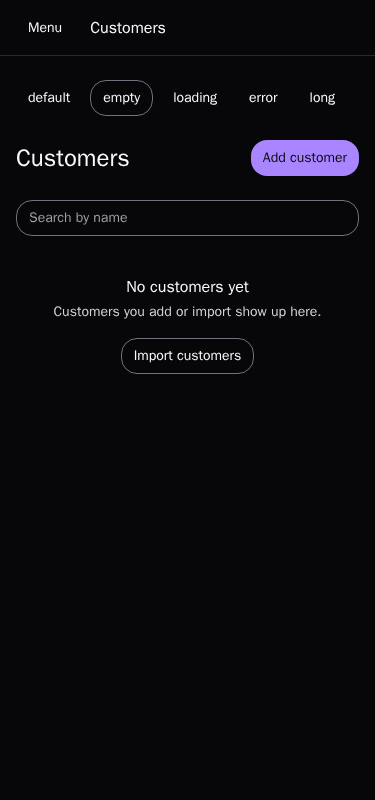 Menu Customers
default empty loading error long
Customers Add customer
Search by name
No customers yet
Customers you add or import show up here.
Import customers